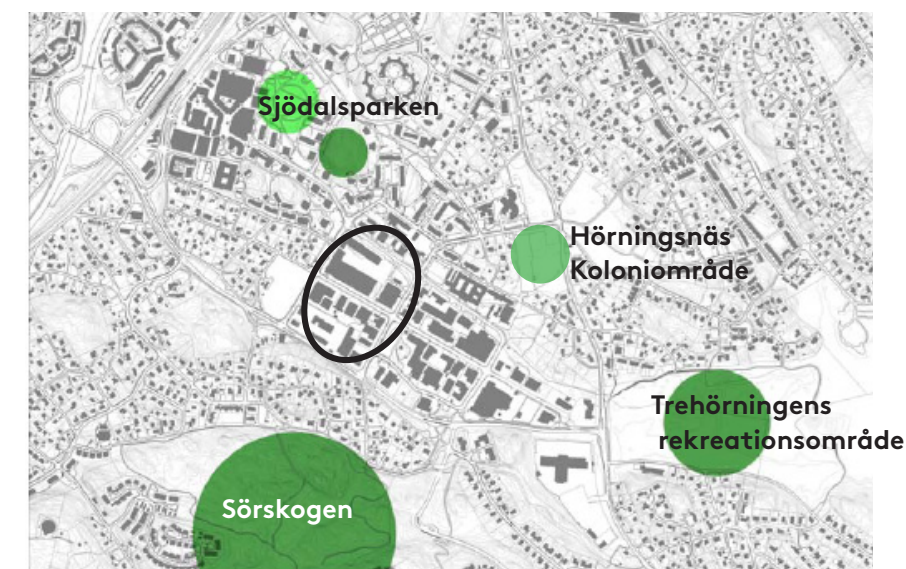 Sjödalsparken
Hörningsnäs
Koloniområde
Trehörningens
rekreationsområde
Sörskogen